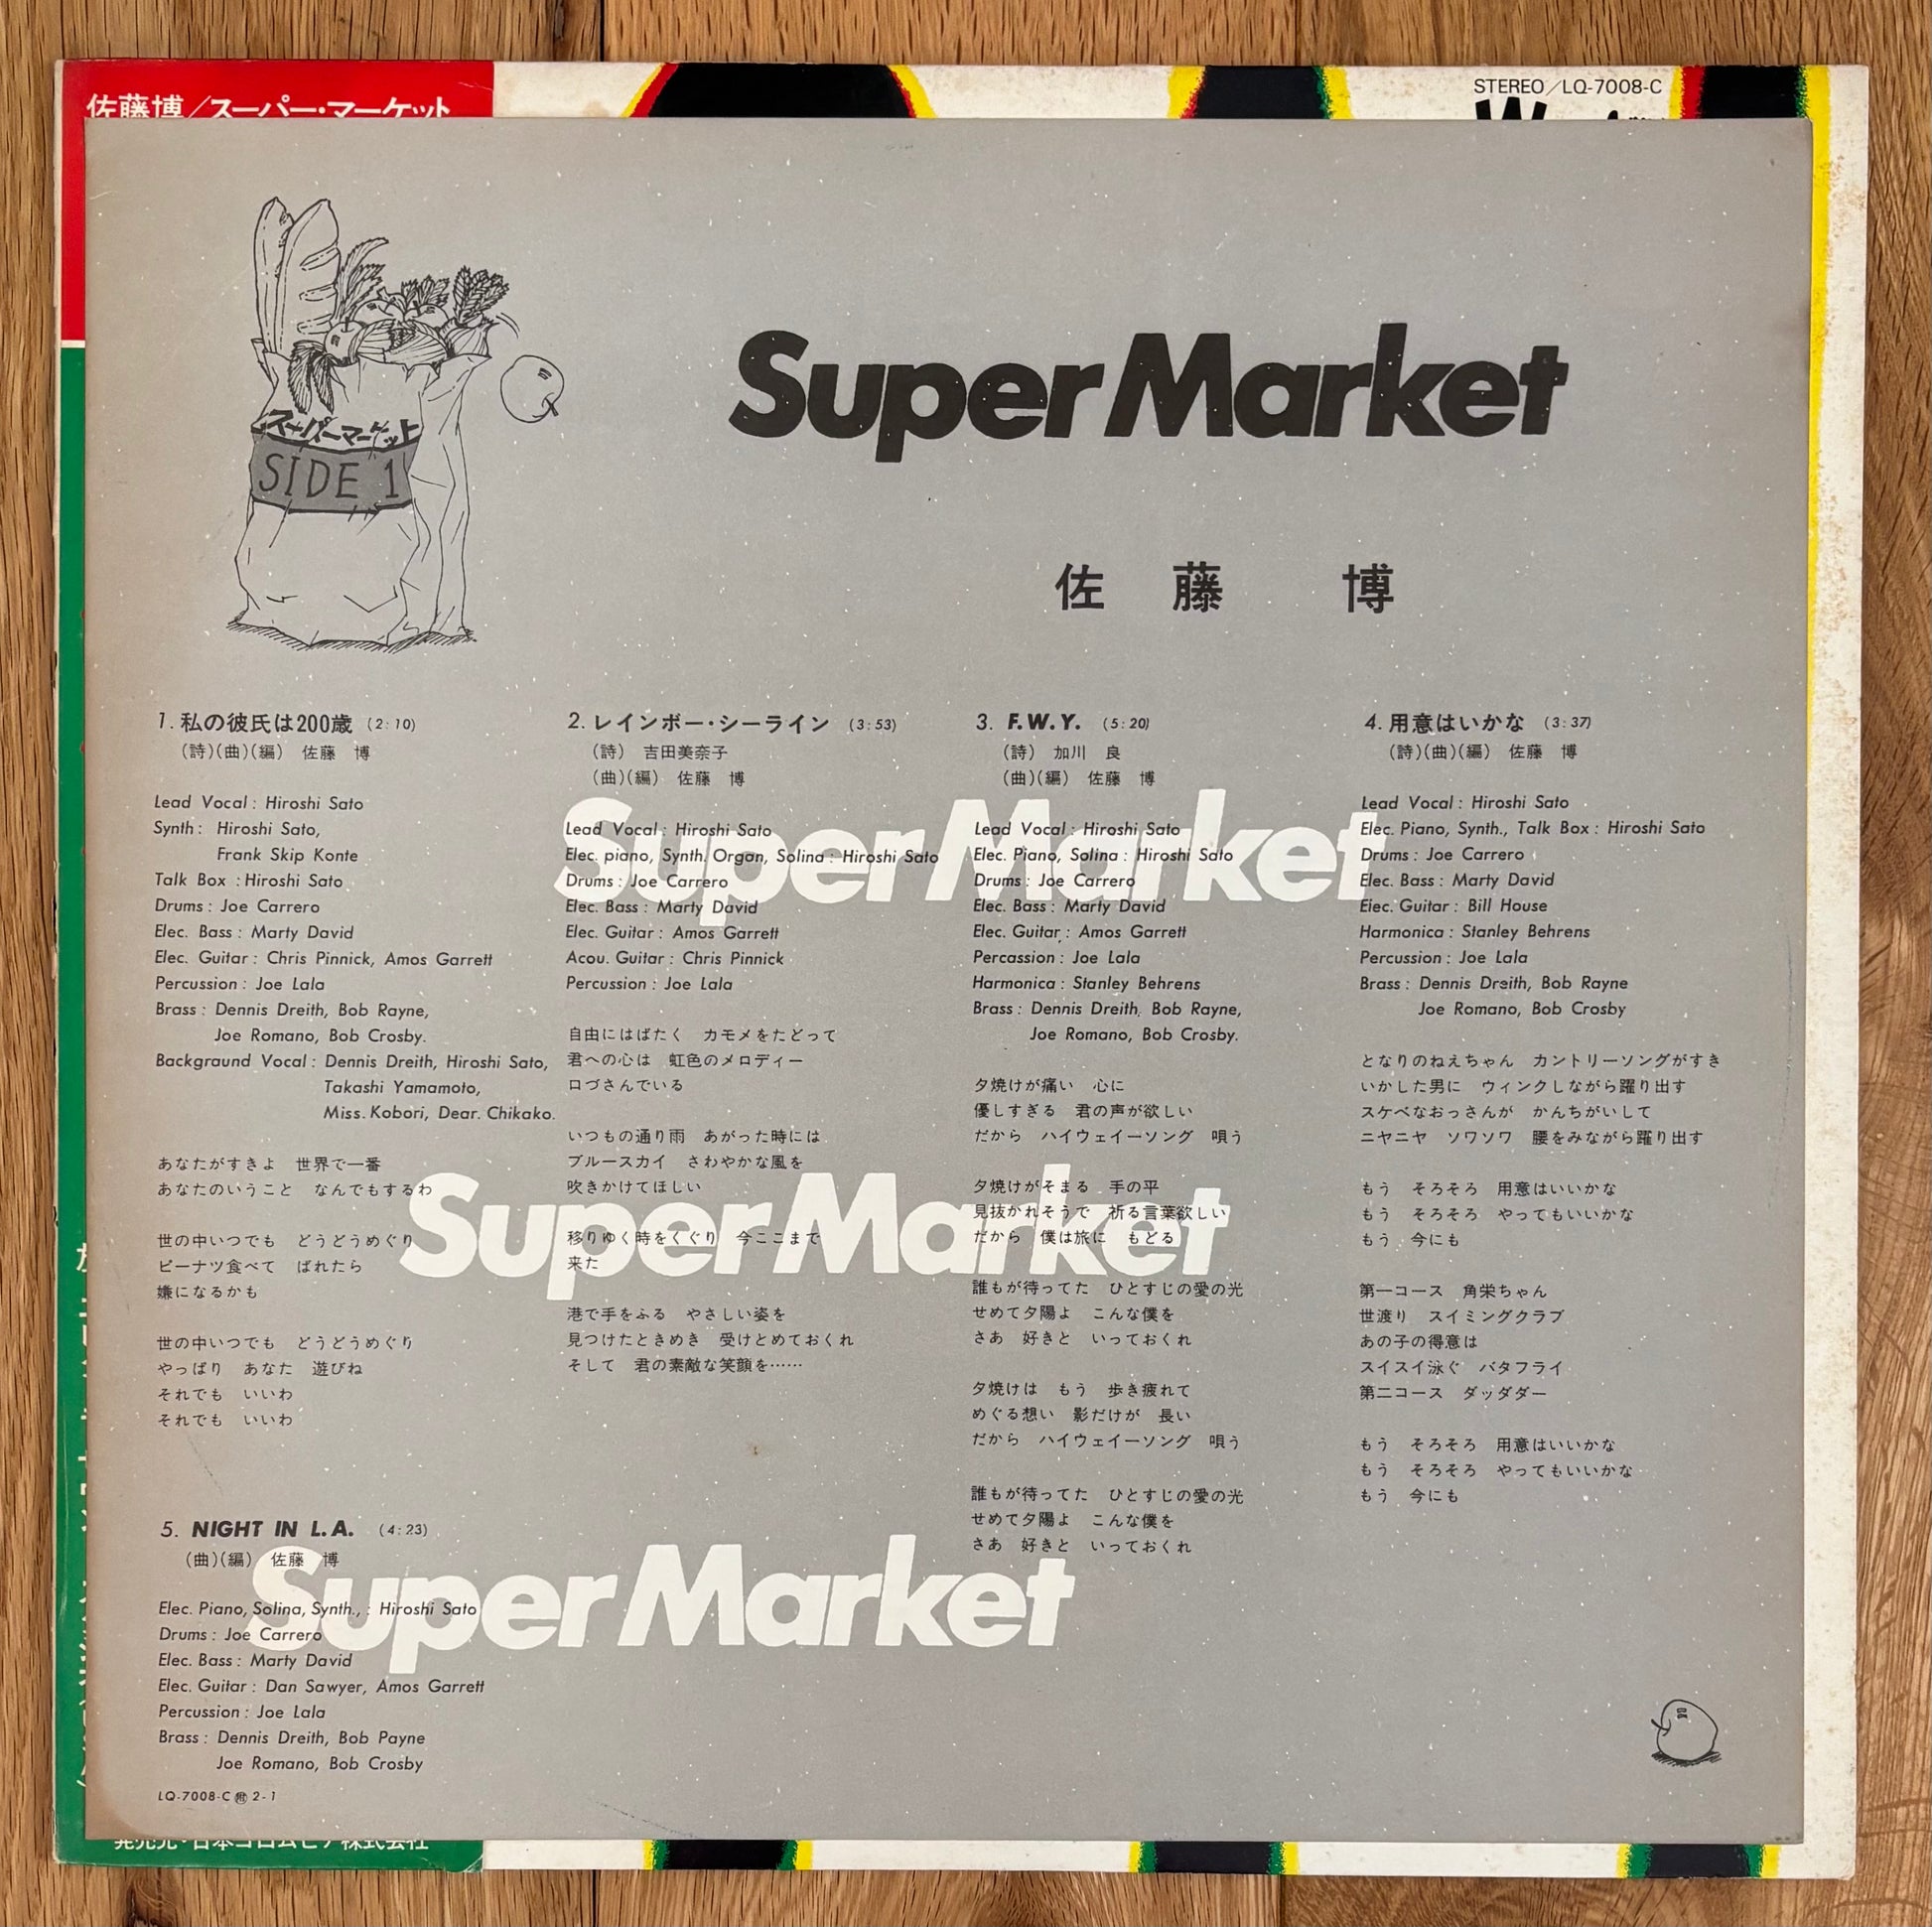 佐藤博/スーパー・マーケット
STEREO/LQ-7008-C
スーパーマーケット
SIDE 1
Super Market
佐藤 博
1. 私の彼氏は200歳 (2:10)
(詩)(曲)(編) 佐藤 博
Lead Vocal : Hiroshi Sato
Synth : Hiroshi Sato,
Frank Skip Konte
Talk Box : Hiroshi Sato
Drums : Joe Carrero
Elec. Bass : Marty David
Elec. Guitar : Chris Pinnick, Amos Garrett
Percussion : Joe Lala
Brass : Dennis Dreith, Bob Rayne,
Joe Romano, Bob Crosby.
Backgraund Vocal : Dennis Dreith, Hiroshi Sato,
Takashi Yamamoto,
Miss. Kobori, Dear. Chikako.
あなたがすきよ 世界で一番
あなたのいうこと なんでもするわ
世の中いつでも どうどうめぐり
ピーナツ食べて ばれたら
嫌になるかも
世の中いつでも どうどうめぐり
やっぱり あなた 遊びね
それでも いいわ
それでも いいわ
2. レインボー・シーライン (3:53)
(詩) 吉田美奈子
(曲)(編) 佐藤 博
Lead Vocal : Hiroshi Sato
Elec. piano, Synth. Organ, Solina : Hiroshi Sato
Drums : Joe Carrero
Elec. Bass : Marty David
Elec. Guitar : Amos Garrett
Acou. Guitar : Chris Pinnick
Percussion : Joe Lala
自由にはばたく カモメをたどって
君への心は 虹色のメロディー
口づさんでいる
いつもの通り雨 あがった時には
ブルースカイ さわやかな風を
吹きかけてほしい
移りゆく時をくぐり 今ここまで
来た
港で手をふる やさしい姿を
見つけたときめき 受けとめておくれ
そして 君の素敵な笑顔を……
3. F.W.Y. (5:20)
(詩) 加川 良
(曲)(編) 佐藤 博
Lead Vocal : Hiroshi Sato
Elec. Piano, Solina : Hiroshi Sato
Drums : Joe Carrero
Elec. Bass : Marty David
Elec. Guitar : Amos Garrett
Percassion : Joe Lala
Harmonica : Stanley Behrens
Brass : Dennis Dreith, Bob Rayne,
Joe Romano, Bob Crosby.
夕焼けが痛い 心に
優しすぎる 君の声が欲しい
だから ハイウェイーソング 唄う
夕焼けがそまる 手の平
見抜かれそうで 祈る言葉欲しい
だから 僕は旅に もどる
誰もが待ってた ひとすじの愛の光
せめて夕陽よ こんな僕を
さあ 好きと いっておくれ
夕焼けは もう 歩き疲れて
めぐる想い 影だけが 長い
だから ハイウェイーソング 唄う
誰もが待ってた ひとすじの愛の光
せめて夕陽よ こんな僕を
さあ 好きと いっておくれ
4. 用意はいかな (3:37)
(詩)(曲)(編) 佐藤 博
Lead Vocal : Hiroshi Sato
Elec. Piano, Synth., Talk Box : Hiroshi Sato
Drums : Joe Carrero
Elec. Bass : Marty David
Elec. Guitar : Bill House
Harmonica : Stanley Behrens
Percussion : Joe Lala
Brass : Dennis Dreith, Bob Rayne
Joe Romano, Bob Crosby
となりのねえちゃん カントリーソングがすき
いかした男に ウィンクしながら躍り出す
スケベなおっさんが かんちがいして
ニヤニヤ ソワソワ 腰をみながら躍り出す
もう そろそろ 用意はいいかな
もう そろそろ やってもいいかな
もう 今にも
第一コース 角栄ちゃん
世渡り スイミングクラブ
あの子の得意は
スイスイ泳ぐ バタフライ
第二コース ダッダダー
もう そろそろ 用意はいいかな
もう そろそろ やってもいいかな
もう 今にも
5. NIGHT IN L.A. (4:23)
(曲)(編) 佐藤 博
Elec. Piano, Solina, Synth., : Hiroshi Sato
Drums : Joe Carrero
Elec. Bass : Marty David
Elec. Guitar : Dan Sawyer, Amos Garrett
Percussion : Joe Lala
Brass : Dennis Dreith, Bob Payne
Joe Romano, Bob Crosby
LQ-7008-C 2-1
Super Market
Super Market
Super Market
発売元・日本コロムビア株式会社